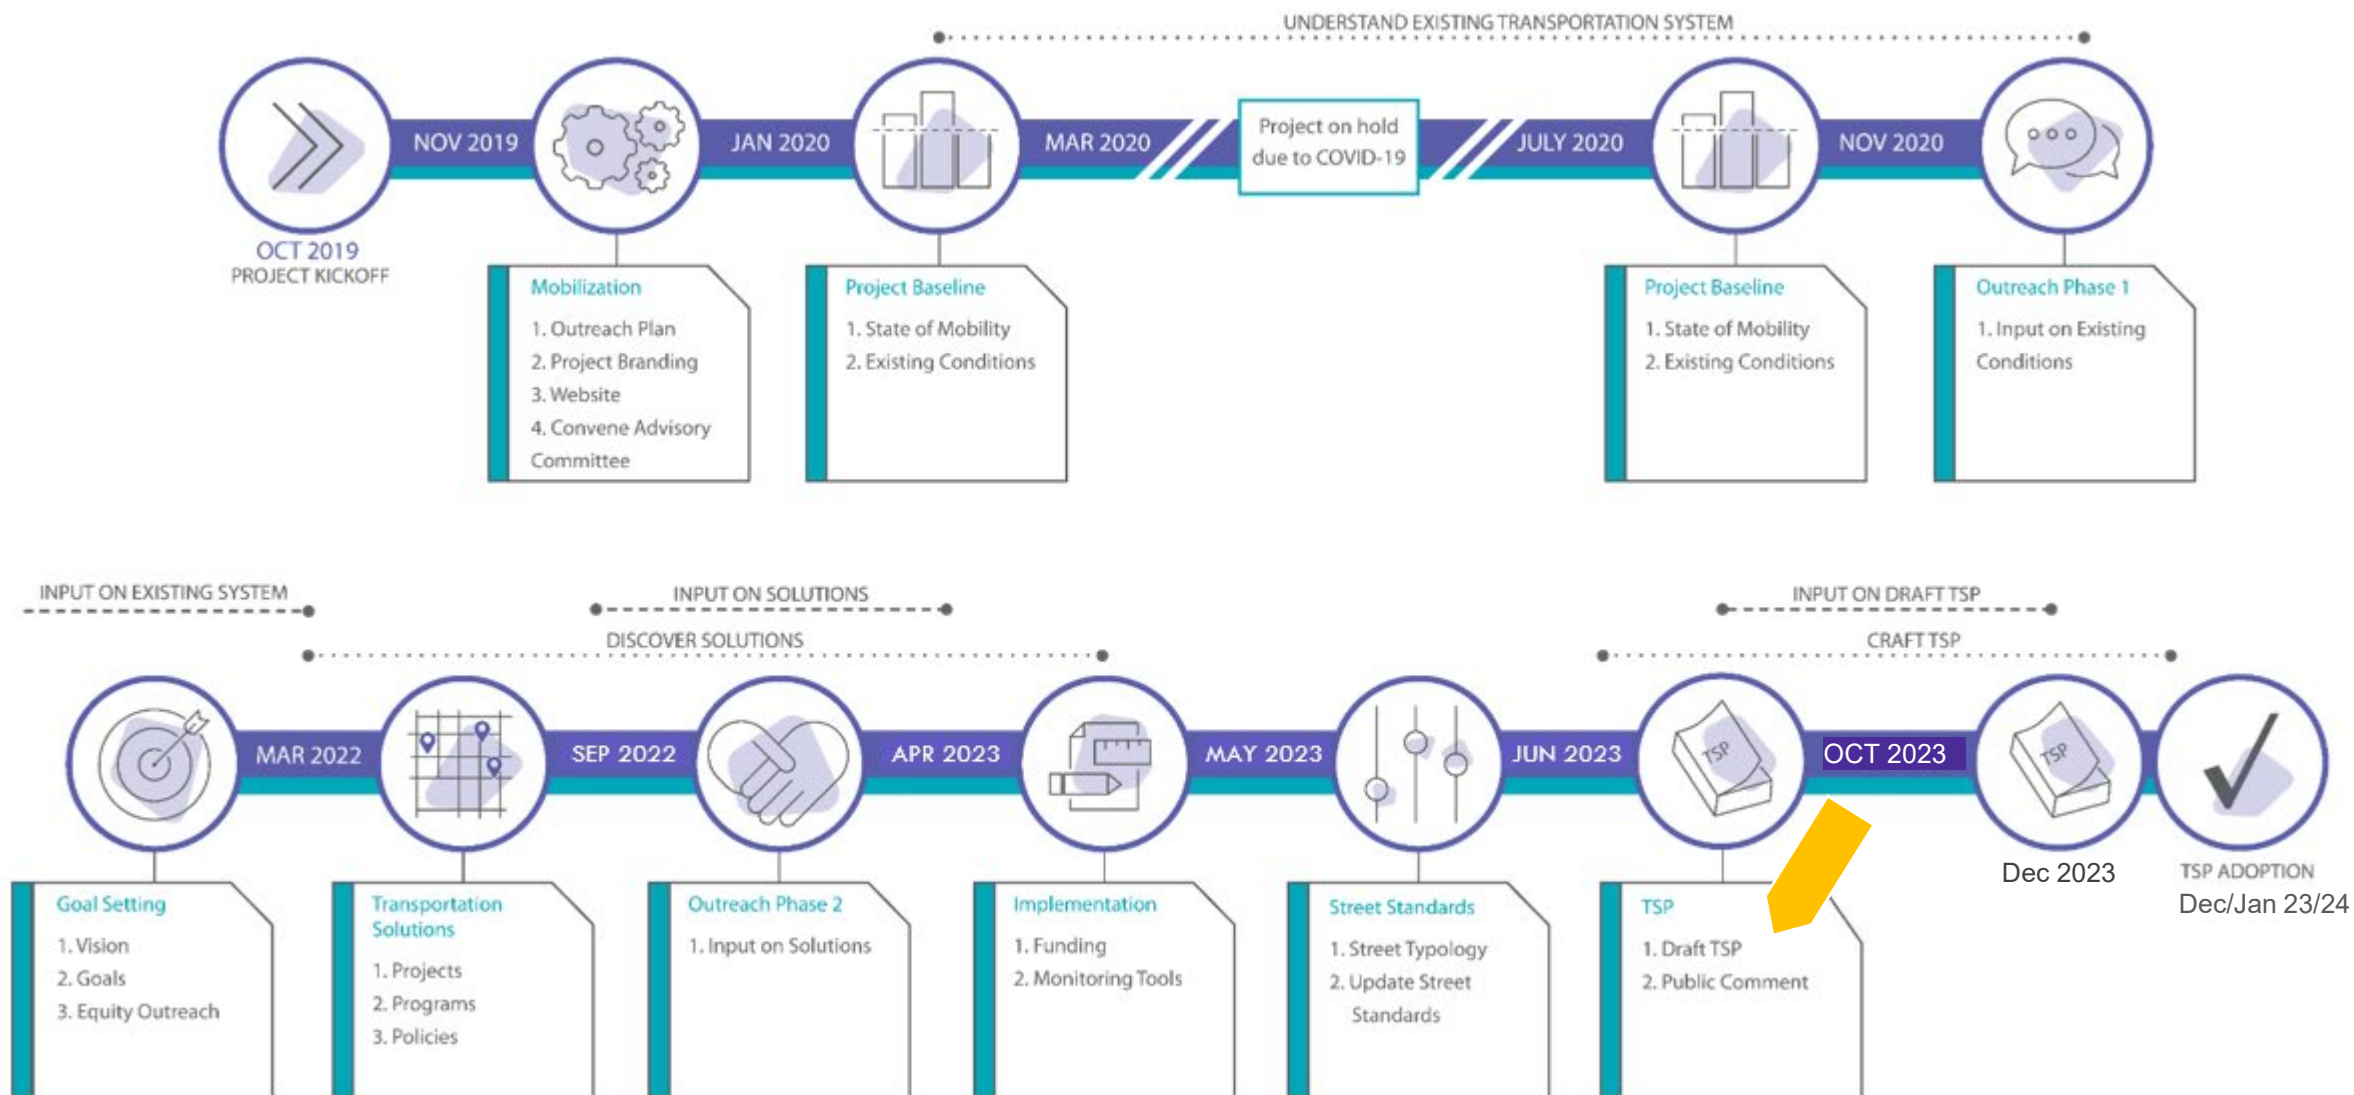 UNDERSTAND EXISTING TRANSPORTATION SYSTEM
NOV 2019
JAN 2020
MAR 2020
Project on hold
due to COVID-19
JULY 2020
NOV 2020
OCT 2019
PROJECT KICKOFF
Mobilization
1. Outreach Plan
2. Project Branding
3. Website
4. Convene Advisory
Committee
Project Baseline
1. State of Mobility
2. Existing Conditions
Project Baseline
1. State of Mobility
2. Existing Conditions
Outreach Phase 1
1. Input on Existing
Conditions
INPUT ON EXISTING SYSTEM
INPUT ON SOLUTIONS
DISCOVER SOLUTIONS
INPUT ON DRAFT TSP
CRAFT TSP
MAR 2022
SEP 2022
APR 2023
MAY 2023
JUN 2023
TSP
OCT 2023
TSP
Dec 2023
TSP ADOPTION
Dec/Jan 23/24
Goal Setting
1. Vision
2. Goals
3. Equity Outreach
Transportation
Solutions
1. Projects
2. Programs
3. Policies
Outreach Phase 2
1. Input on Solutions
Implementation
1. Funding
2. Monitoring Tools
Street Standards
1. Street Typology
2. Update Street
Standards
TSP
1. Draft TSP
2. Public Comment